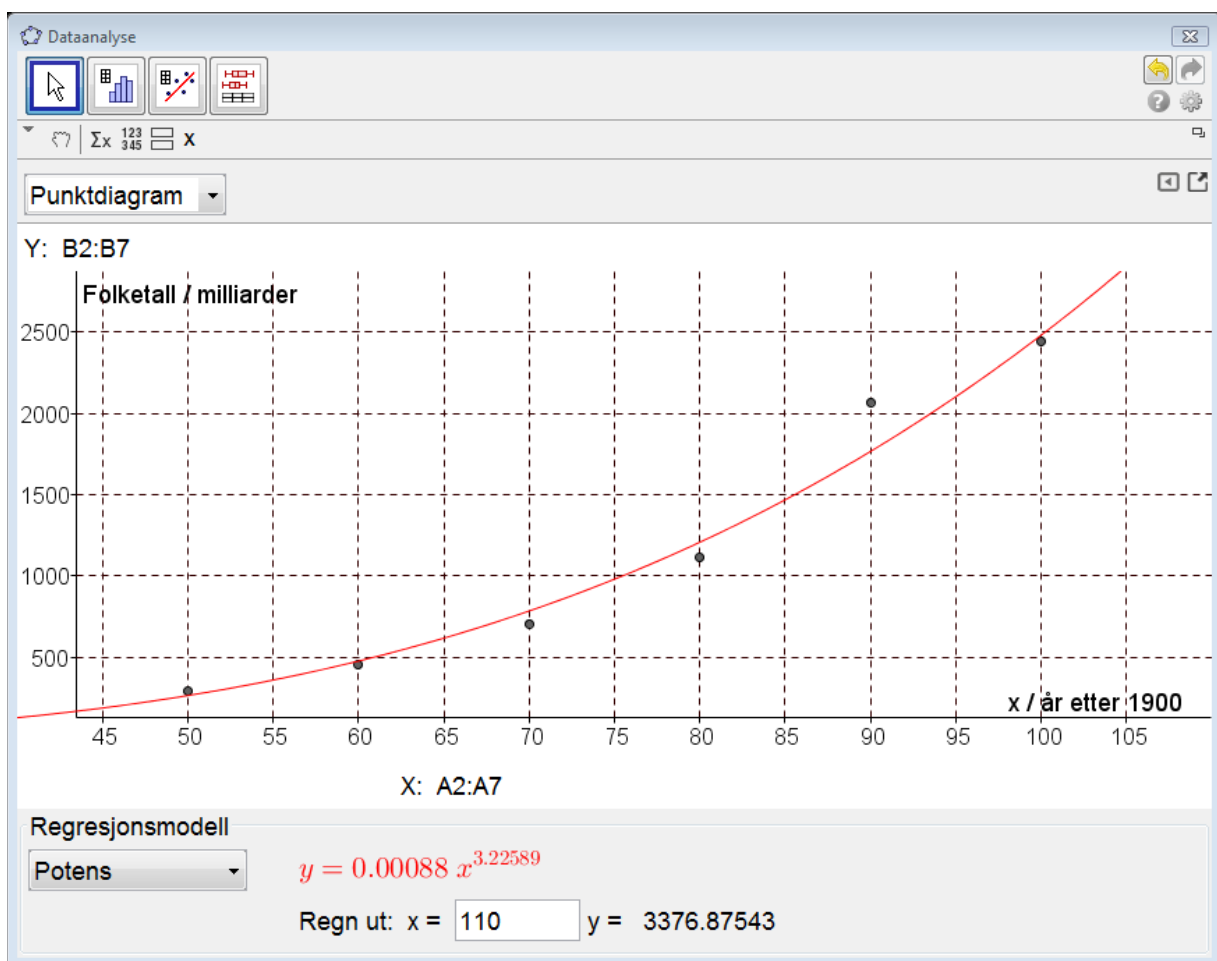 Dataanalyse
Σx 123 345 X
Punktdiagram
Y: B2:B7
Folketall / milliarder
2500
2000
1500
1000
500
x / år etter 1900
45 50 55 60 65 70 75 80 85 90 95 100 105
X: A2:A7
Regresjonsmodell
Potens
y = 0.00088 x^3.22589
Regn ut: x = 110 y = 3376.87543